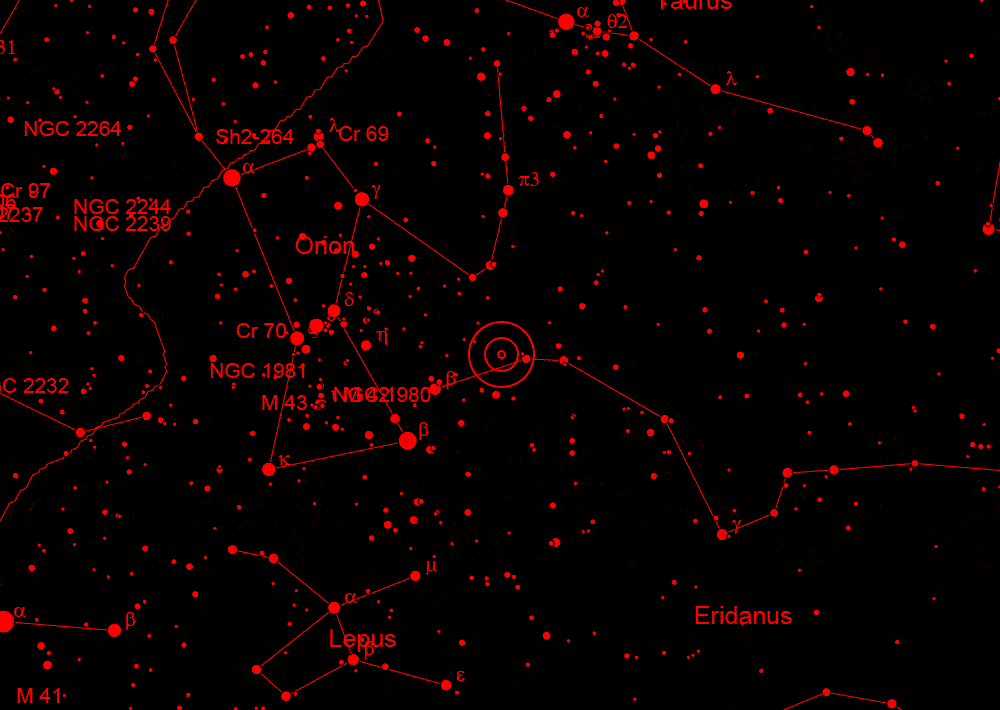 Taurus
α
θ2
31
λ
NGC 2264
Sh2-264
λ
Cr 69
α
π3
Cr 97
γ
NGC 2244
2237
NGC 2239
Orion
δ
Cr 70
η
NGC 1981
β
C 2232
M 43
NGC 1980
β
κ
γ
μ
α
α
β
Eridanus
Lepus
β
ε
M 41